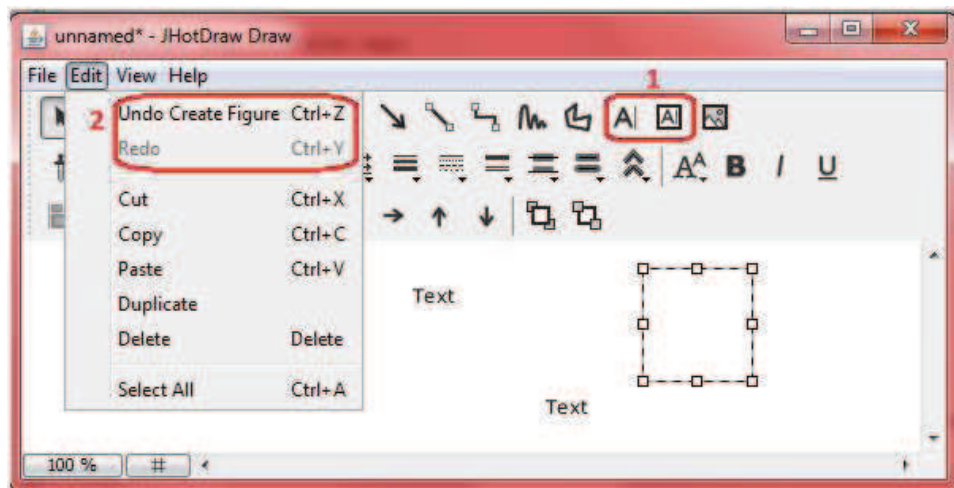 unnamed* - JHotDraw Draw
File Edit View Help
1
2
Undo Create Figure Ctrl+Z
A A
Redo Ctrl+Y
AA B I U
Cut Ctrl+X
Copy Ctrl+C
Paste Ctrl+V
Text
Duplicate
Delete Delete
Select All Ctrl+A
Text
100 % #